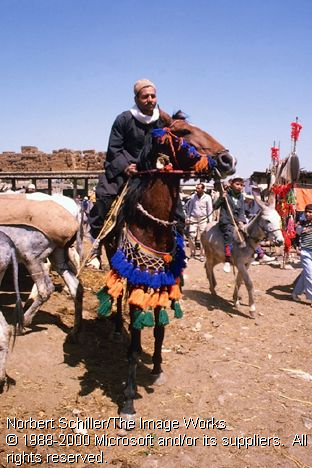 Norbert Schiller/The Image Works.
© 1988-2000 Microsoft and/or its suppliers. All
rights reserved.